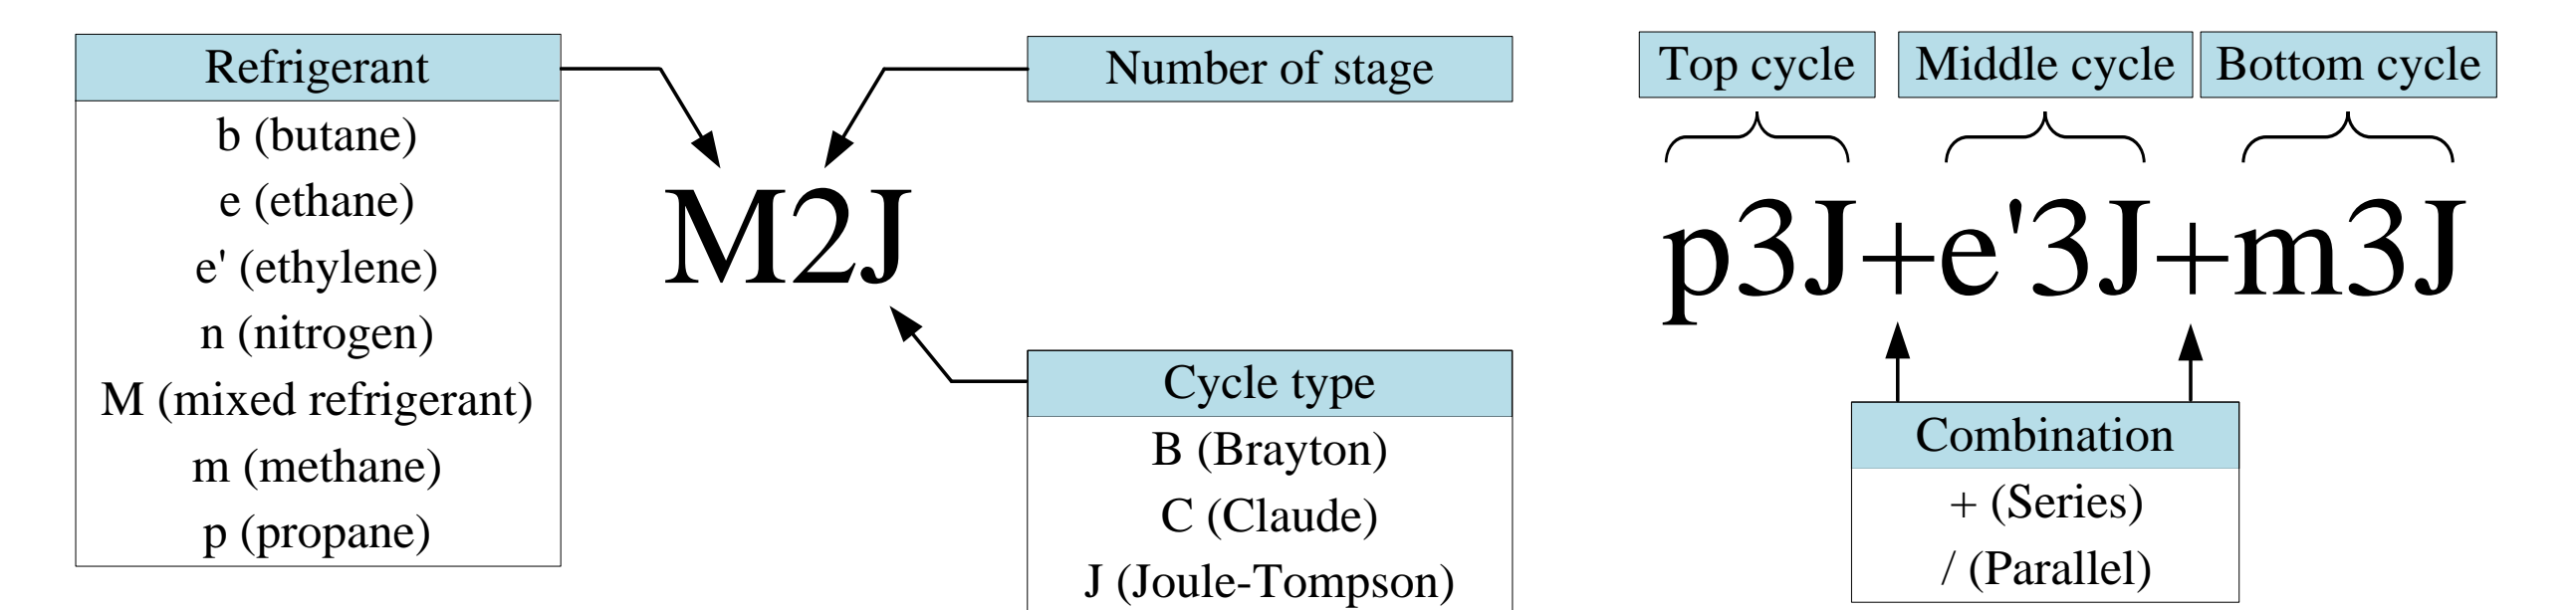 Refrigerant
b (butane)
e (ethane)
e' (ethylene)
n (nitrogen)
M (mixed refrigerant)
m (methane)
p (propane)
M2J
Number of stage
Cycle type
B (Brayton)
C (Claude)
J (Joule-Tompson)
Top cycle
Middle cycle
Bottom cycle
p3J+e'3J+m3J
Combination
+ (Series)
/ (Parallel)